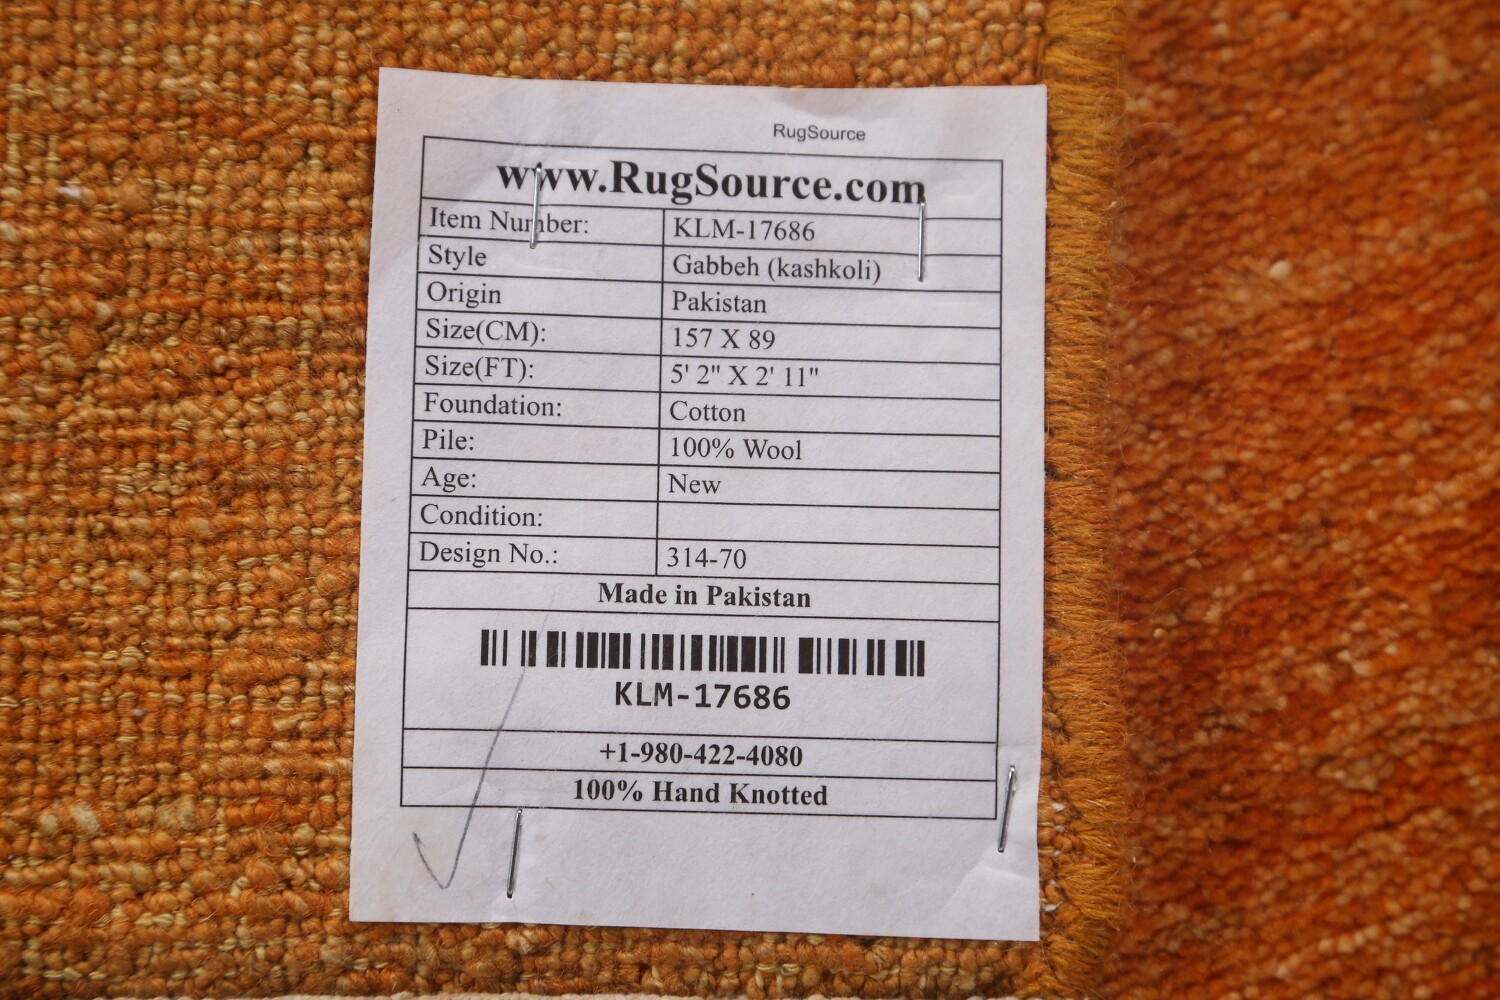 RugSource
www.RugSource.com
Item Number: KLM-17686
Style Gabbeh (kashkoli)
Origin Pakistan
Size(CM): 157 X 89
Size(FT): 5' 2" X 2' 11"
Foundation: Cotton
Pile: 100% Wool
Age: New
Condition:
Design No.: 314-70
Made in Pakistan
KLM-17686
+1-980-422-4080
100% Hand Knotted